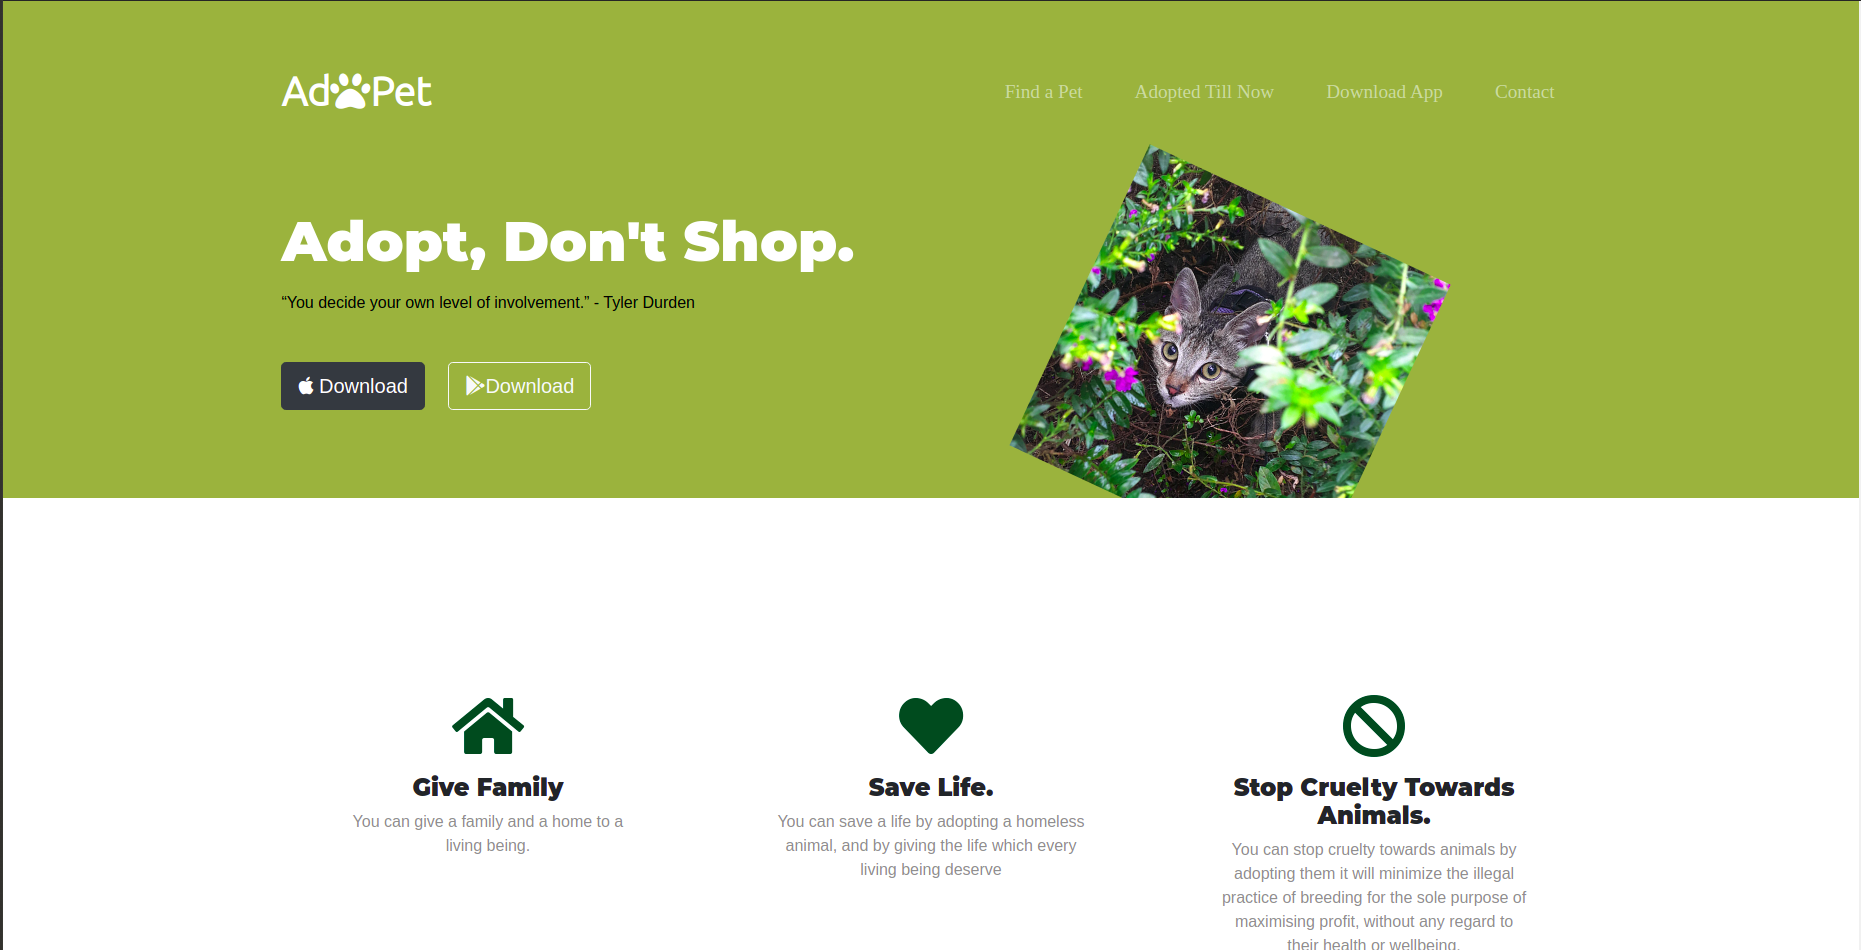 Ad Pet
Find a Pet
Adopted Till Now
Download App
Contact
Adopt, Don't Shop.
“You decide your own level of involvement.” - Tyler Durden
Download
Download
Give Family
You can give a family and a home to a
living being.
Save Life.
You can save a life by adopting a homeless
animal, and by giving the life which every
living being deserve
Stop Cruelty Towards
Animals.
You can stop cruelty towards animals by
adopting them it will minimize the illegal
practice of breeding for the sole purpose of
maximising profit, without any regard to
their health or wellbeing.